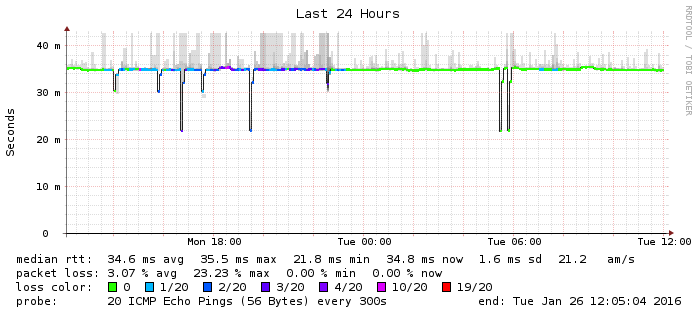 Last 24 Hours
RRDTOOL / TOBI OETIKER
Seconds
40 m
30 m
20 m
10 m
0
Mon 18:00 Tue 00:00 Tue 06:00 Tue 12:00
median rtt: 34.6 ms avg 35.5 ms max 21.8 ms min 34.8 ms now 1.6 ms sd 21.2 am/s
packet loss: 3.07 % avg 23.23 % max 0.00 % min 0.00 % now
loss color: 0 1/20 2/20 3/20 4/20 10/20 19/20
probe: 20 ICMP Echo Pings (56 Bytes) every 300s end: Tue Jan 26 12:05:04 2016